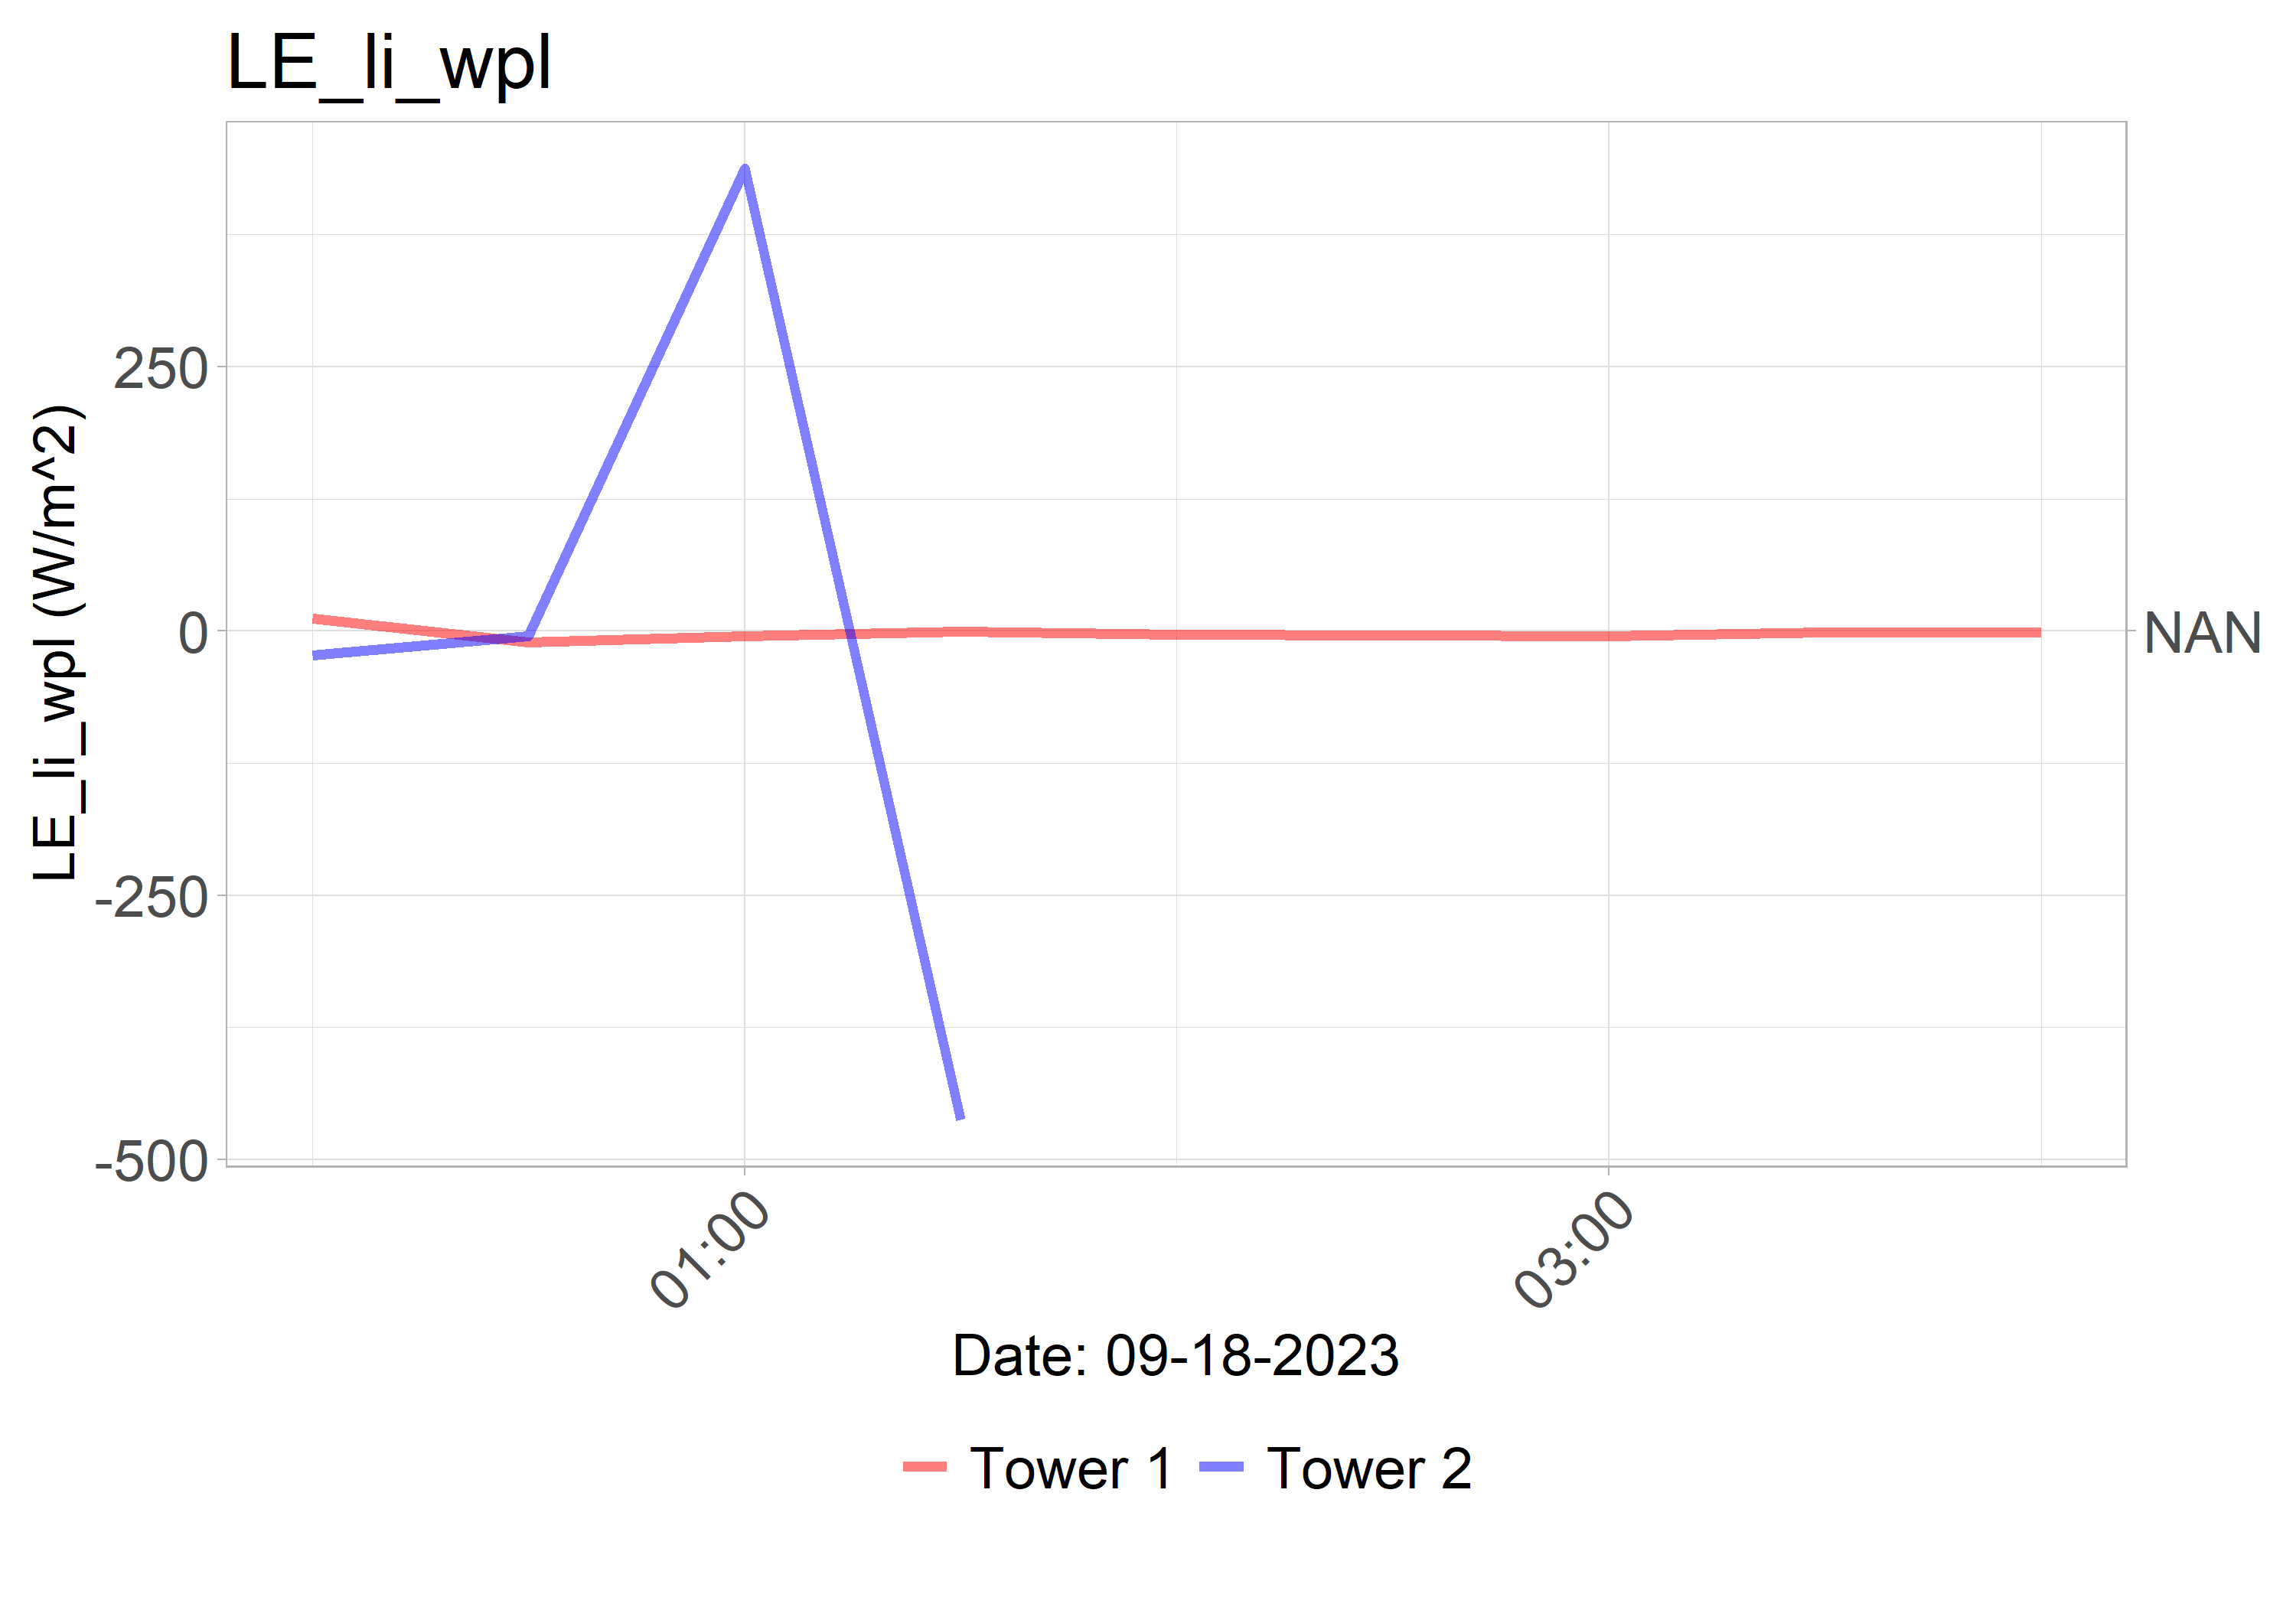 LE_li_wpl
LE_li_wpl (W/m^2)
250
0
-250
-500
NAN
01:00
03:00
Date: 09-18-2023
Tower 1
Tower 2